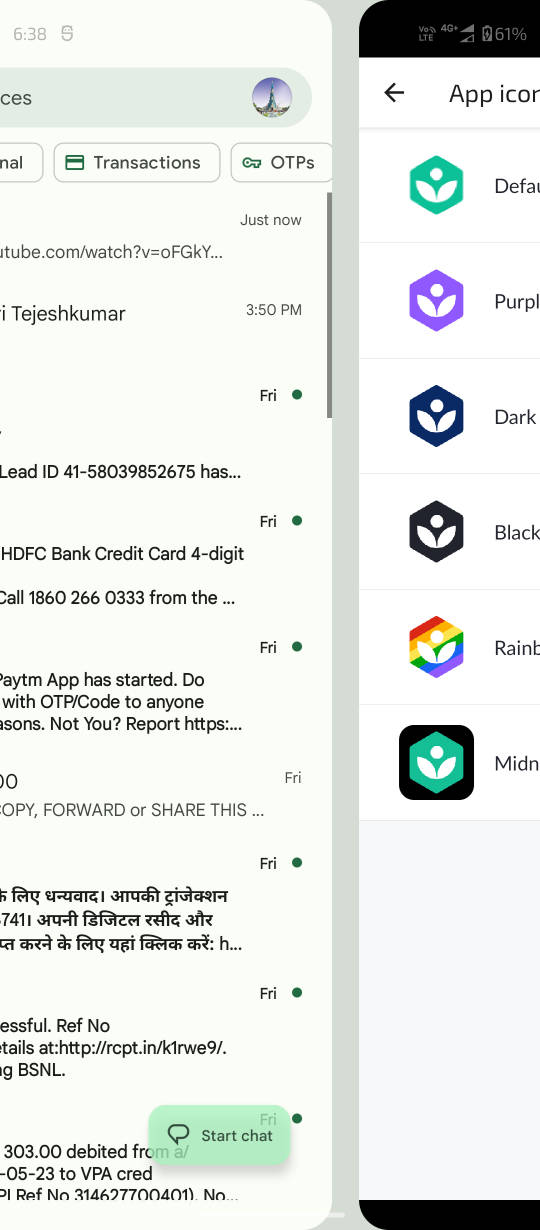 6:38
ces
nal
Transactions
OTPs
Just now
utube.com/watch?v=oFGkY...
ri Tejeshkumar
3:50 PM
Fri
Lead ID 41-58039852675 has...
Fri
HDFC Bank Credit Card 4-digit
Call 1860 266 0333 from the ...
Fri
Paytm App has started. Do
with OTP/Code to anyone
asons. Not You? Report https:...
00
Fri
COPY, FORWARD or SHARE THIS ...
Fri
के लिए धन्यवाद। आपकी ट्रांजेक्शन
741। अपनी डिजिटल रसीद और
प्त करने के लिए यहां क्लिक करें: h...
Fri
essful. Ref No
etails at:http://rcpt.in/k1rwe9/.
ng BSNL.
Fri
Start chat
303.00 debited from a/
-05-23 to VPA cred
PI Ref No 314627700401). No...
Vo)) LTE 4G+ 61%
App icon
Defau
Purpl
Dark
Black
Rainb
Midn